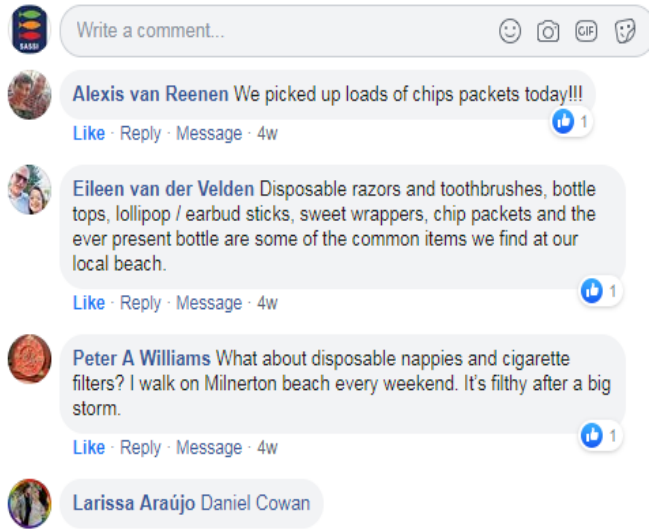 SASSI
Write a comment...
GIF
Alexis van Reenen We picked up loads of chips packets today!!!
1
Like · Reply · Message · 4w
Eileen van der Velden Disposable razors and toothbrushes, bottle
tops, lollipop / earbud sticks, sweet wrappers, chip packets and the
ever present bottle are some of the common items we find at our
local beach.
1
Like · Reply · Message · 4w
Peter A Williams What about disposable nappies and cigarette
filters? I walk on Milnerton beach every weekend. It's filthy after a big
storm.
1
Like · Reply · Message · 4w
Larissa Araújo Daniel Cowan